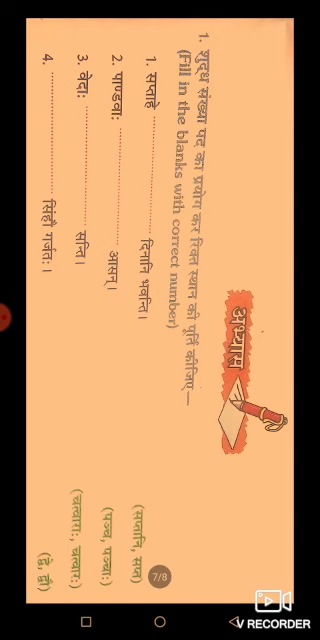 अभ्यास
1. शुद्ध संख्या पद का प्रयोग कर रिक्त स्थान की पूर्ति कीजिए—
(Fill in the blanks with correct number)
1. सप्ताहे ........................ दिनानि भवन्ति। (सप्तानि, सप्त)
2. पाण्डवाः ........................ आसन्। (पञ्च, पञ्चाः)
3. वेदाः ........................ सन्ति। (चत्वाराः, चत्वारः)
4. ........................ सिंहौ गर्जतः। (द्वे, द्वौ)
7/8
V RECORDER